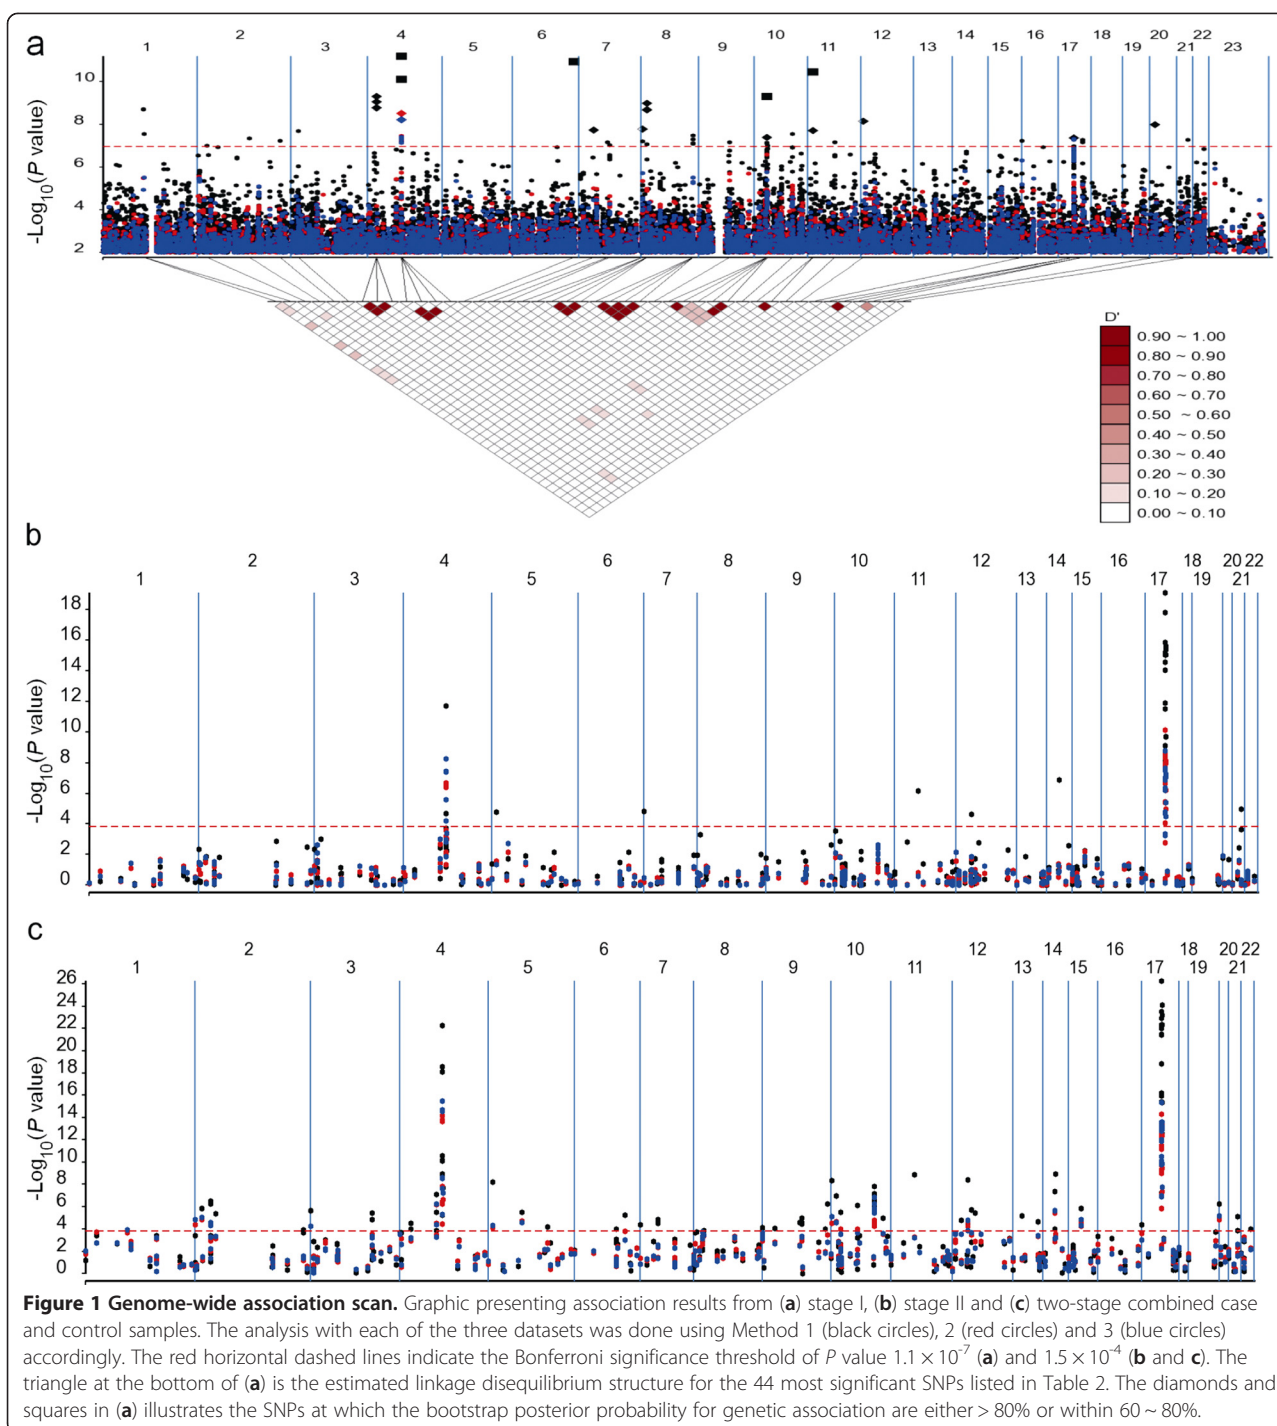 a
1 2 3 4 5 6 7 8 9 10 11 12 13 14 15 16 17 18 19 20 21 22 23
-Log10(P value)
10
8
6
4
2
D'
0.90 ~ 1.00
0.80 ~ 0.90
0.70 ~ 0.80
0.60 ~ 0.70
0.50 ~ 0.60
0.40 ~ 0.50
0.30 ~ 0.40
0.20 ~ 0.30
0.10 ~ 0.20
0.00 ~ 0.10
b
2 4 6 8 10 12 14 16 18 20 22
1 3 5 7 9 11 13 15 17 19 21
-Log10(P value)
18
16
14
12
10
8
6
4
2
0
c
2 4 6 8 10 12 14 16 18 20 22
1 3 5 7 9 11 13 15 17 19 21
-Log10(P value)
26
24
22
20
18
16
14
12
10
8
6
4
2
0
Figure 1 Genome-wide association scan. Graphic presenting association results from (a) stage I, (b) stage II and (c) two-stage combined case
and control samples. The analysis with each of the three datasets was done using Method 1 (black circles), 2 (red circles) and 3 (blue circles)
accordingly. The red horizontal dashed lines indicate the Bonferroni significance threshold of P value 1.1 × 10⁻⁷ (a) and 1.5 × 10⁻⁴ (b and c). The
triangle at the bottom of (a) is the estimated linkage disequilibrium structure for the 44 most significant SNPs listed in Table 2. The diamonds and
squares in (a) illustrates the SNPs at which the bootstrap posterior probability for genetic association are either > 80% or within 60 ~ 80%.